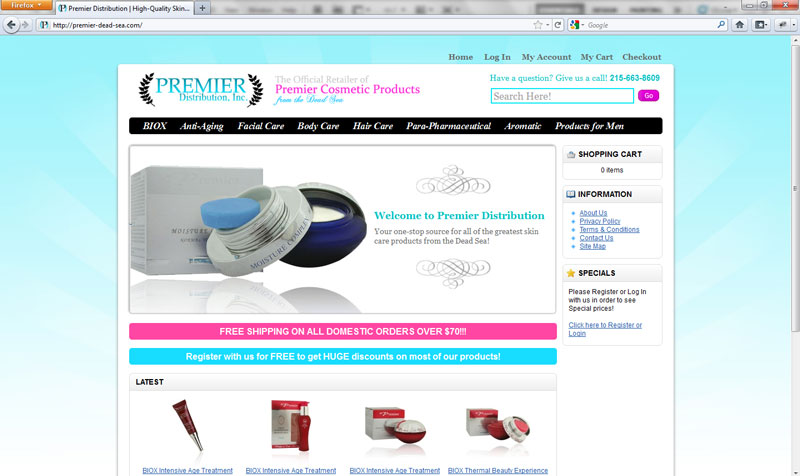 Firefox
Premier Distribution | High-Quality Skin...
http://premier-dead-sea.com/
Google
Home Log In My Account My Cart Checkout
PREMIER
Distribution, Inc.
The Official Retailer of
Premier Cosmetic Products
from the Dead Sea
Have a question? Give us a call! 215-663-8609
Search Here!
Go
BIOX Anti-Aging Facial Care Body Care Hair Care Para-Pharmaceutical Aromatic Products for Men
Premier
MOISTURE COMPLEX
Welcome to Premier Distribution
Your one-stop source for all of the greatest skin
care products from the Dead Sea!
SHOPPING CART
0 items
INFORMATION
About Us
Privacy Policy
Terms & Conditions
Contact Us
Site Map
SPECIALS
Please Register or Log In
with us in order to see
Special prices!
Click here to Register or
Login
FREE SHIPPING ON ALL DOMESTIC ORDERS OVER $70!!!
Register with us for FREE to get HUGE discounts on most of our products!
LATEST
BIOX Intensive Age Treatment
BIOX Intensive Age Treatment
BIOX Intensive Age Treatment
BIOX Thermal Beauty Experience